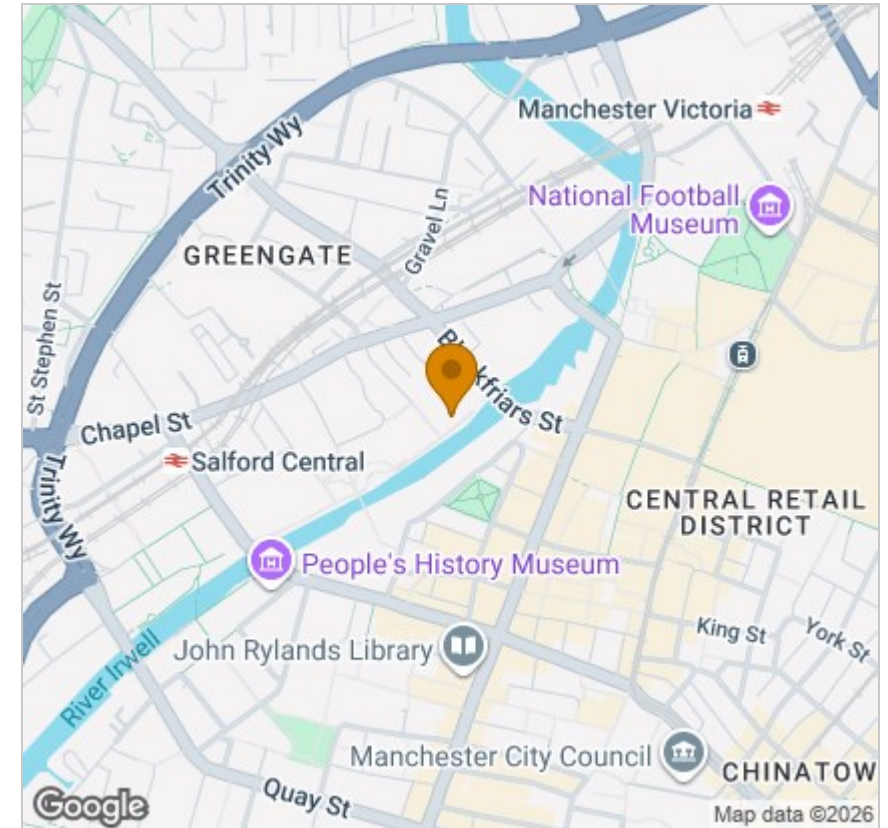 Manchester Victoria
Trinity Wy
National Football
Museum
Gravel Ln
GREENGATE
St Stephen St
Blackfriars St
Chapel St
Salford Central
Trinity Wy
CENTRAL RETAIL
DISTRICT
People's History Museum
King St
York St
John Rylands Library
River Irwell
Manchester City Council
CHINATOW
Quay St
Google
Map data ©2026